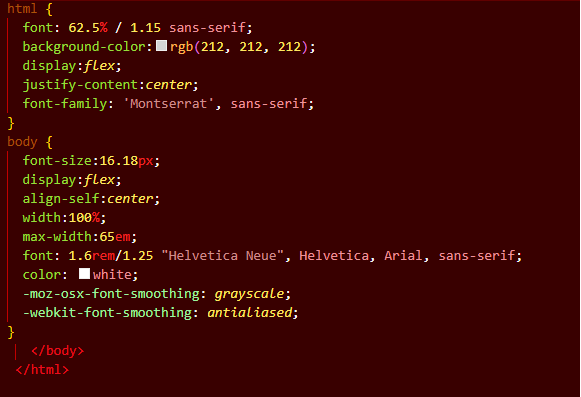 html {
font: 62.5% / 1.15 sans-serif;
background-color: rgb(212, 212, 212);
display:flex;
justify-content:center;
font-family: 'Montserrat', sans-serif;
}
body {
font-size:16.18px;
display:flex;
align-self:center;
width:100%;
max-width:65em;
font: 1.6rem/1.25 "Helvetica Neue", Helvetica, Arial, sans-serif;
color: white;
-moz-osx-font-smoothing: grayscale;
-webkit-font-smoothing: antialiased;
}
</body>
</html>